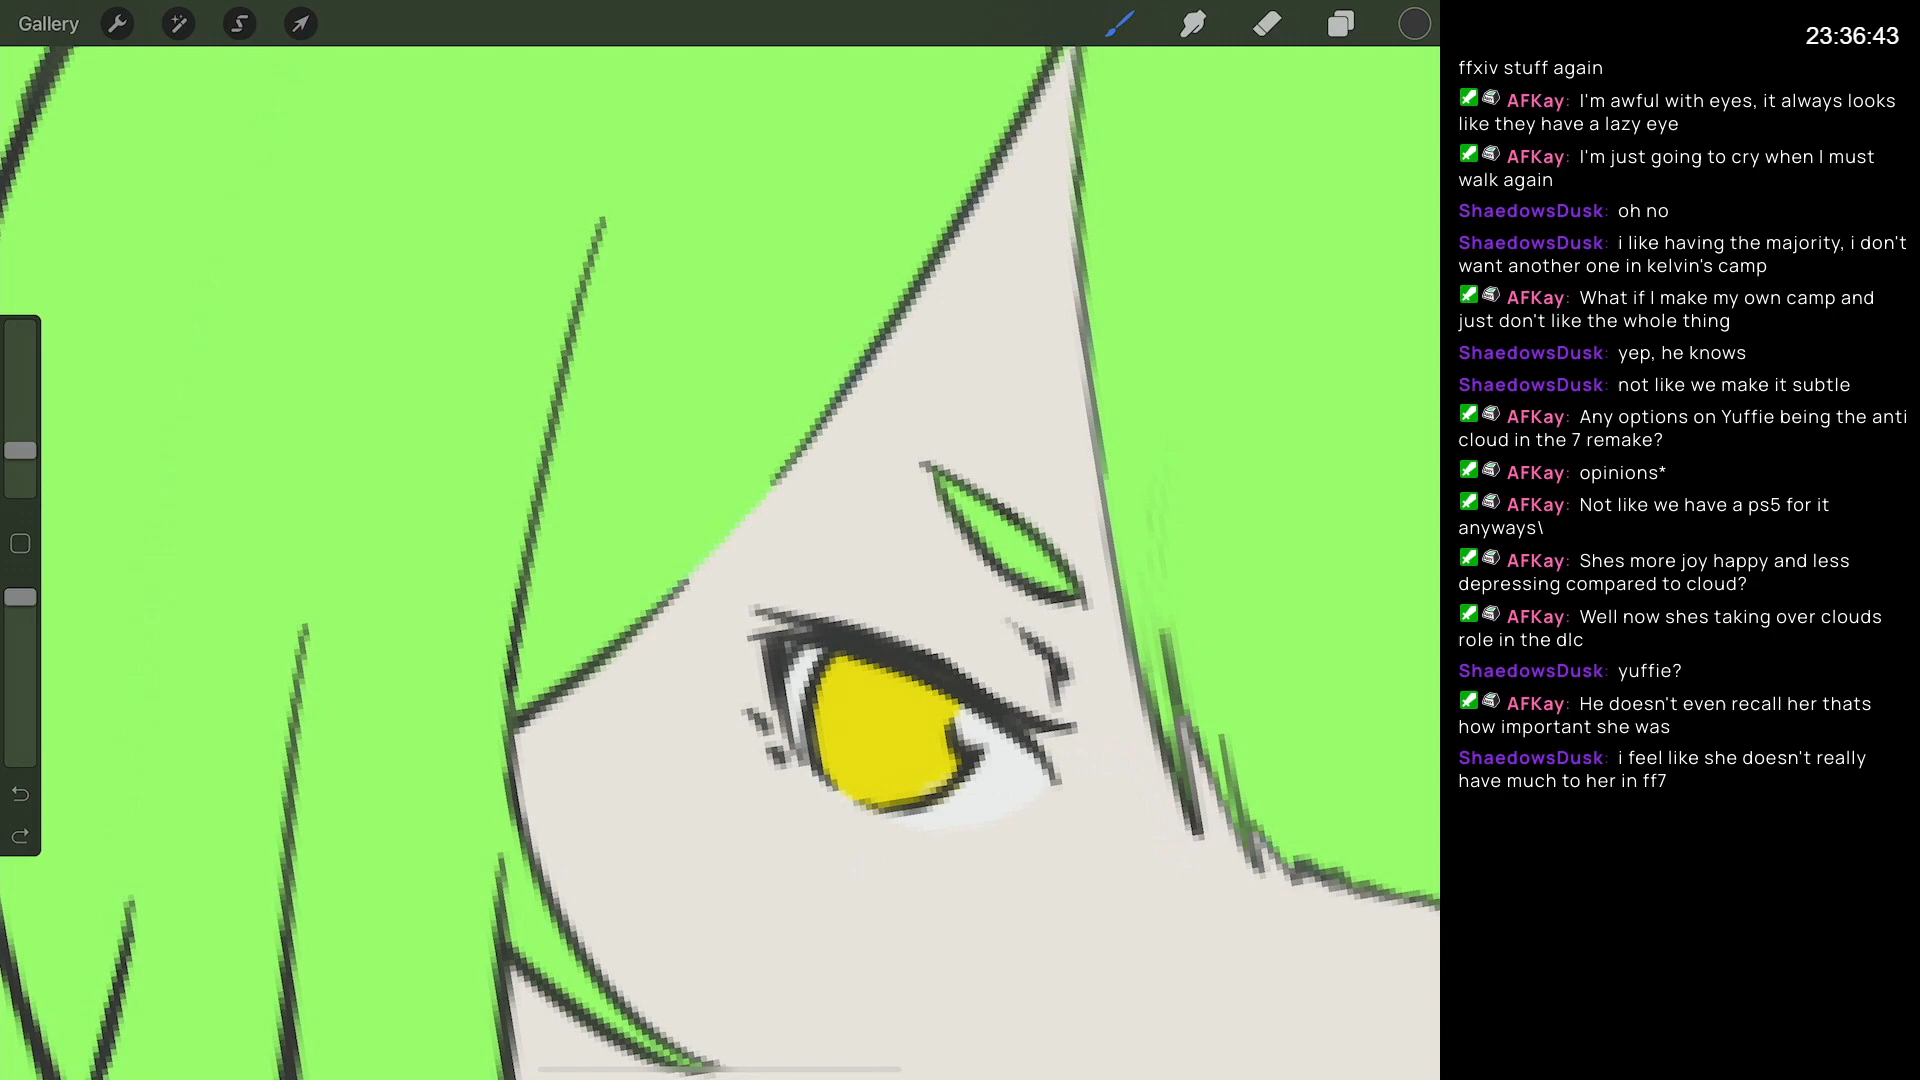 Gallery
23:36:43
ffxiv stuff again
AFKay: I'm awful with eyes, it always looks
like they have a lazy eye
AFKay: I'm just going to cry when I must
walk again
ShaedowsDusk: oh no
ShaedowsDusk: i like having the majority, i don't
want another one in kelvin's camp
AFKay: What if I make my own camp and
just don't like the whole thing
ShaedowsDusk: yep, he knows
ShaedowsDusk: not like we make it subtle
AFKay: Any options on Yuffie being the anti
cloud in the 7 remake?
AFKay: opinions*
AFKay: Not like we have a ps5 for it
anyways\
AFKay: Shes more joy happy and less
depressing compared to cloud?
AFKay: Well now shes taking over clouds
role in the dlc
ShaedowsDusk: yuffie?
AFKay: He doesn't even recall her thats
how important she was
ShaedowsDusk: i feel like she doesn't really
have much to her in ff7